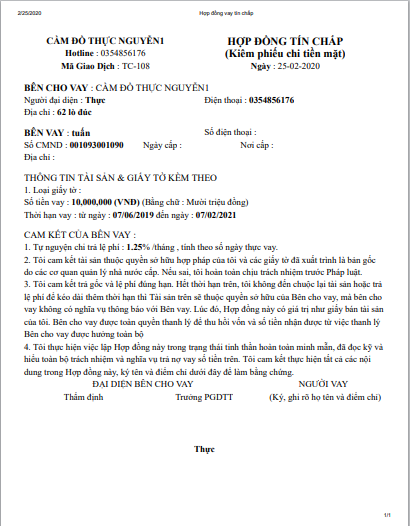 2/25/2020 Hợp đồng vay tín chấp
CẦM ĐỒ THỰC NGUYÊN1
Hotline : 0354856176
Mã Giao Dịch : TC-108
HỢP ĐỒNG TÍN CHẤP
(Kiêm phiếu chi tiền mặt)
Ngày : 25-02-2020
BÊN CHO VAY : CẦM ĐỒ THỰC NGUYÊN1
Người đại diện : Thực Điện thoại : 0354856176
Địa chỉ : 62 lò đúc
BÊN VAY : tuấn Số điện thoại :
Số CMND : 001093001090 Ngày cấp : Nơi cấp :
Địa chỉ :
THÔNG TIN TÀI SẢN & GIẤY TỜ KÈM THEO
1. Loại giấy tờ :
Số tiền vay : 10,000,000 (VND) (Bằng chữ : Mười triệu đồng)
Thời hạn vay : từ ngày : 07/06/2019 đến ngày : 07/02/2021
CAM KẾT CỦA BÊN VAY :
1. Tự nguyện chi trả lệ phí : 1.25% /tháng , tính theo số ngày thực vay.
2. Tôi cam kết tài sản thuộc quyền sở hữu hợp pháp của tôi và các giấy tờ đã xuất trình là bản gốc
do các cơ quan quản lý nhà nước cấp. Nếu sai, tôi hoàn toàn chịu trách nhiệm trước Pháp luật.
3. Tôi cam kết trả gốc và lệ phí đúng hạn. Hết thời hạn trên, tôi không đến chuộc lại tài sản hoặc trả
lệ phí để kéo dài thêm thời hạn thì Tài sản trên sẽ thuộc quyền sở hữu của Bên cho vay, mà bên cho
vay không có nghĩa vụ thông báo với Bên vay. Lúc đó, Hợp đồng này có giá trị như giấy bán tài sản
của tôi. Bên cho vay được toàn quyền thanh lý để thu hồi vốn và số tiền nhận được từ việc thanh lý
Bên cho vay được hưởng toàn bộ
4. Tôi thực hiện việc lập Hợp đồng này trong trạng thái tinh thần hoàn toàn minh mẫn, đã đọc kỹ và
hiểu toàn bộ trách nhiệm và nghĩa vụ trả nợ vay số tiền trên. Tôi cam kết thực hiện tất cả các nội
dung trong Hợp đồng này, ký tên và điểm chỉ dưới đây để làm bằng chứng.
ĐẠI DIỆN BÊN CHO VAY NGƯỜI VAY
Thẩm định Trưởng PGDTT (Ký, ghi rõ họ tên và điểm chỉ)
Thực
1/1